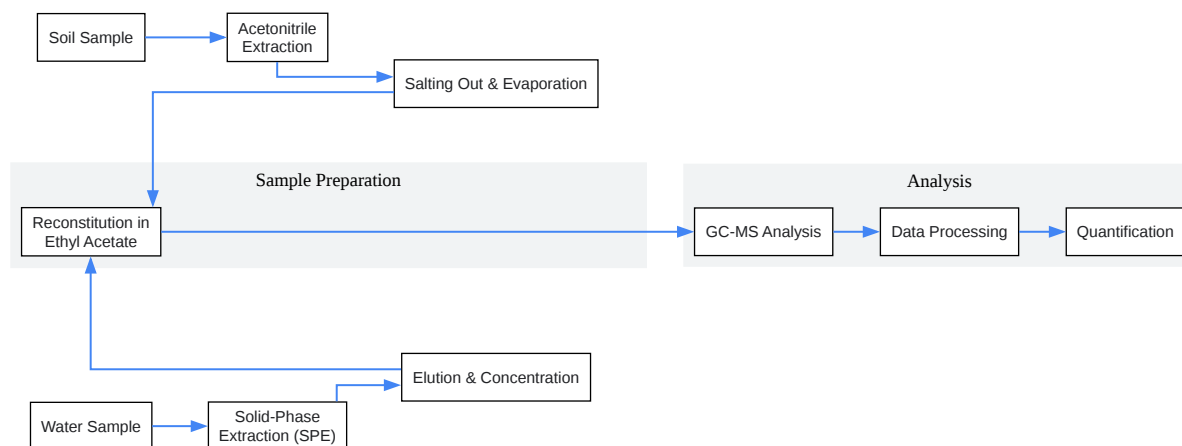 Soil Sample
Acetonitrile
Extraction
Salting Out & Evaporation
Sample Preparation
Analysis
Reconstitution in
Ethyl Acetate
GC-MS Analysis
Data Processing
Quantification
Elution & Concentration
Water Sample
Solid-Phase
Extraction (SPE)